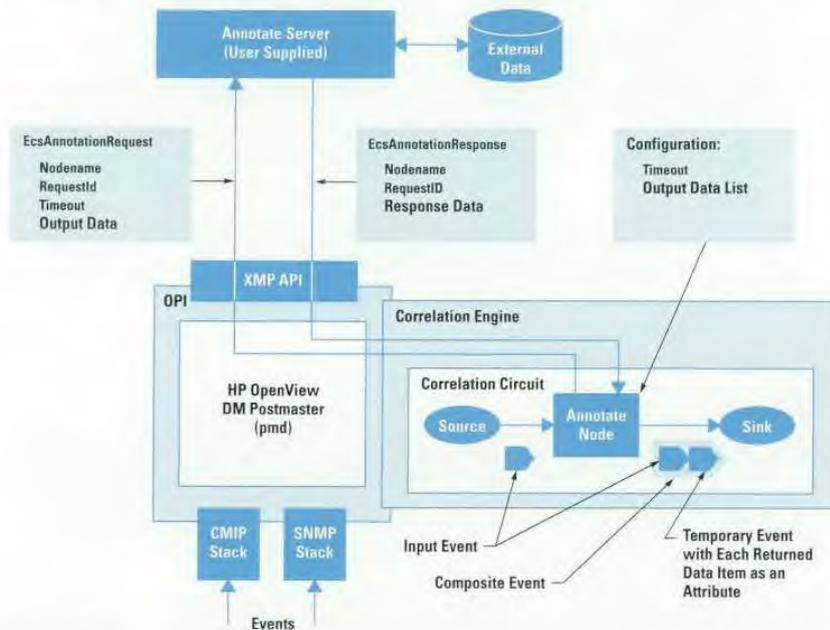 Annotate Server
(User Supplied)
External
Data
EcsAnnotationRequest
Nodename
RequestId
Timeout
Output Data
EcsAnnotationResponse
Nodename
RequestID
Response Data
Configuration:
Timeout
Output Data List
XMP API
OPI
HP OpenView
DM Postmaster
(pmd)
Correlation Engine
Correlation Circuit
Source
Annotate
Node
Sink
CMIP
Stack
SNMP
Stack
Events
Input Event
Composite Event
Temporary Event
with Each Returned
Data Item as an
Attribute